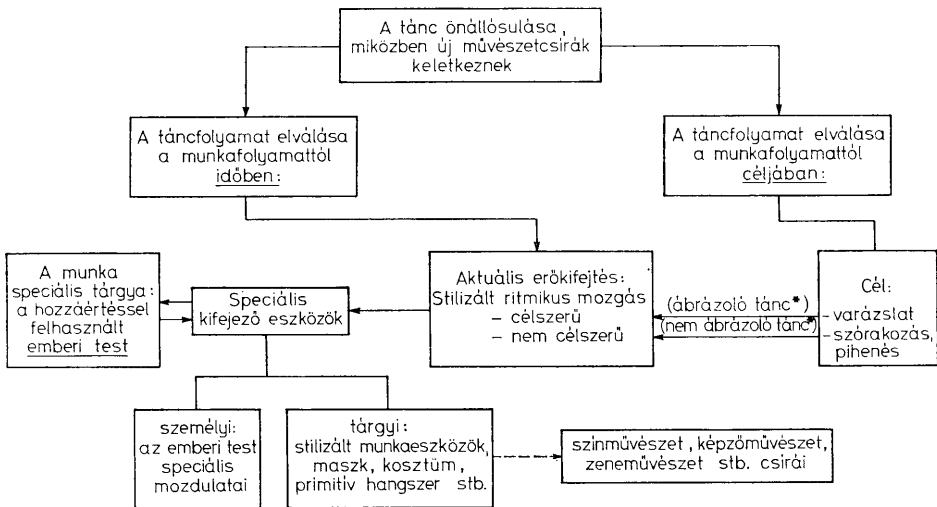 A tánc önállósulása,
miközben új művészetcsírák
keletkeznek
A táncfolyamat elválása
a munkafolyamattól
időben:
A táncfolyamat elválása
a munkafolyamattól
céljában:
A munka
speciális tárgya:
a hozzáértéssel
felhasznált
emberi test
Speciális
kifejező eszközök
Aktuális erőkifejtés:
Stilizált ritmikus mozgás
– célszerű
– nem célszerű
(ábrázoló tánc*)
(nem ábrázoló tánc*)
Cél:
–varázslat
–szórakozás,
pihenés
személyi:
az emberi test
speciális
mozdulatai
tárgyi:
stilizált munkaeszközök,
maszk, kosztüm,
primitív hangszer stb.
színművészet, képzőművészet,
zeneművészet stb. csírái